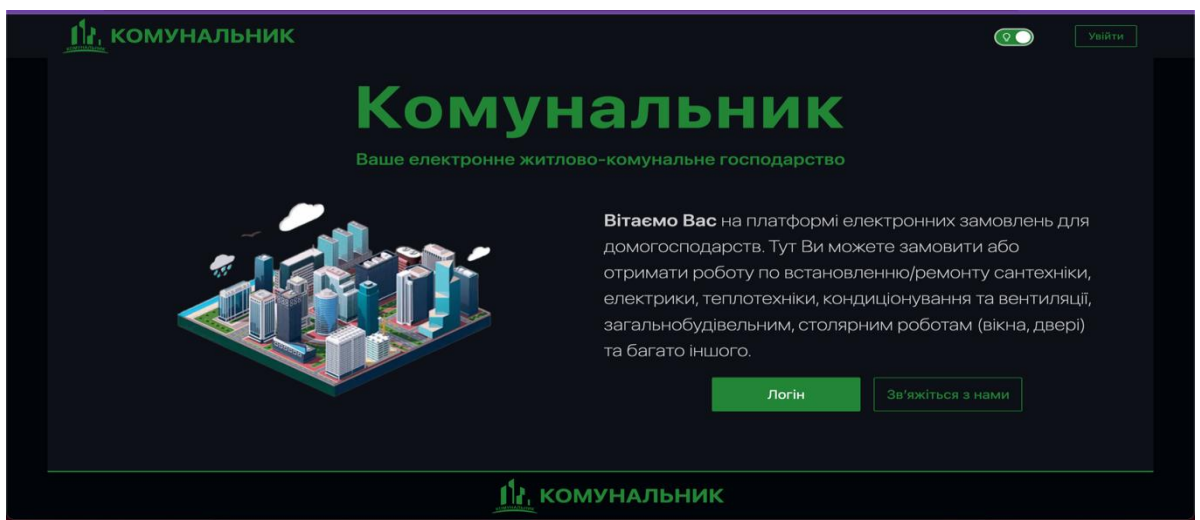 КОМУНАЛЬНИК
Увійти
Комунальник
Ваше електронне житлово-комунальне господарство
Вітаємо Вас на платформі електронних замовлень для
домогосподарств. Тут Ви можете замовити або
отримати роботу по встановленню/ремонту сантехніки,
електрики, теплотехніки, кондиціонування та вентиляції,
загальнобудівельним, столярним роботам (вікна, двері)
та багато іншого.
Логін
Зв'яжіться з нами
КОМУНАЛЬНИК